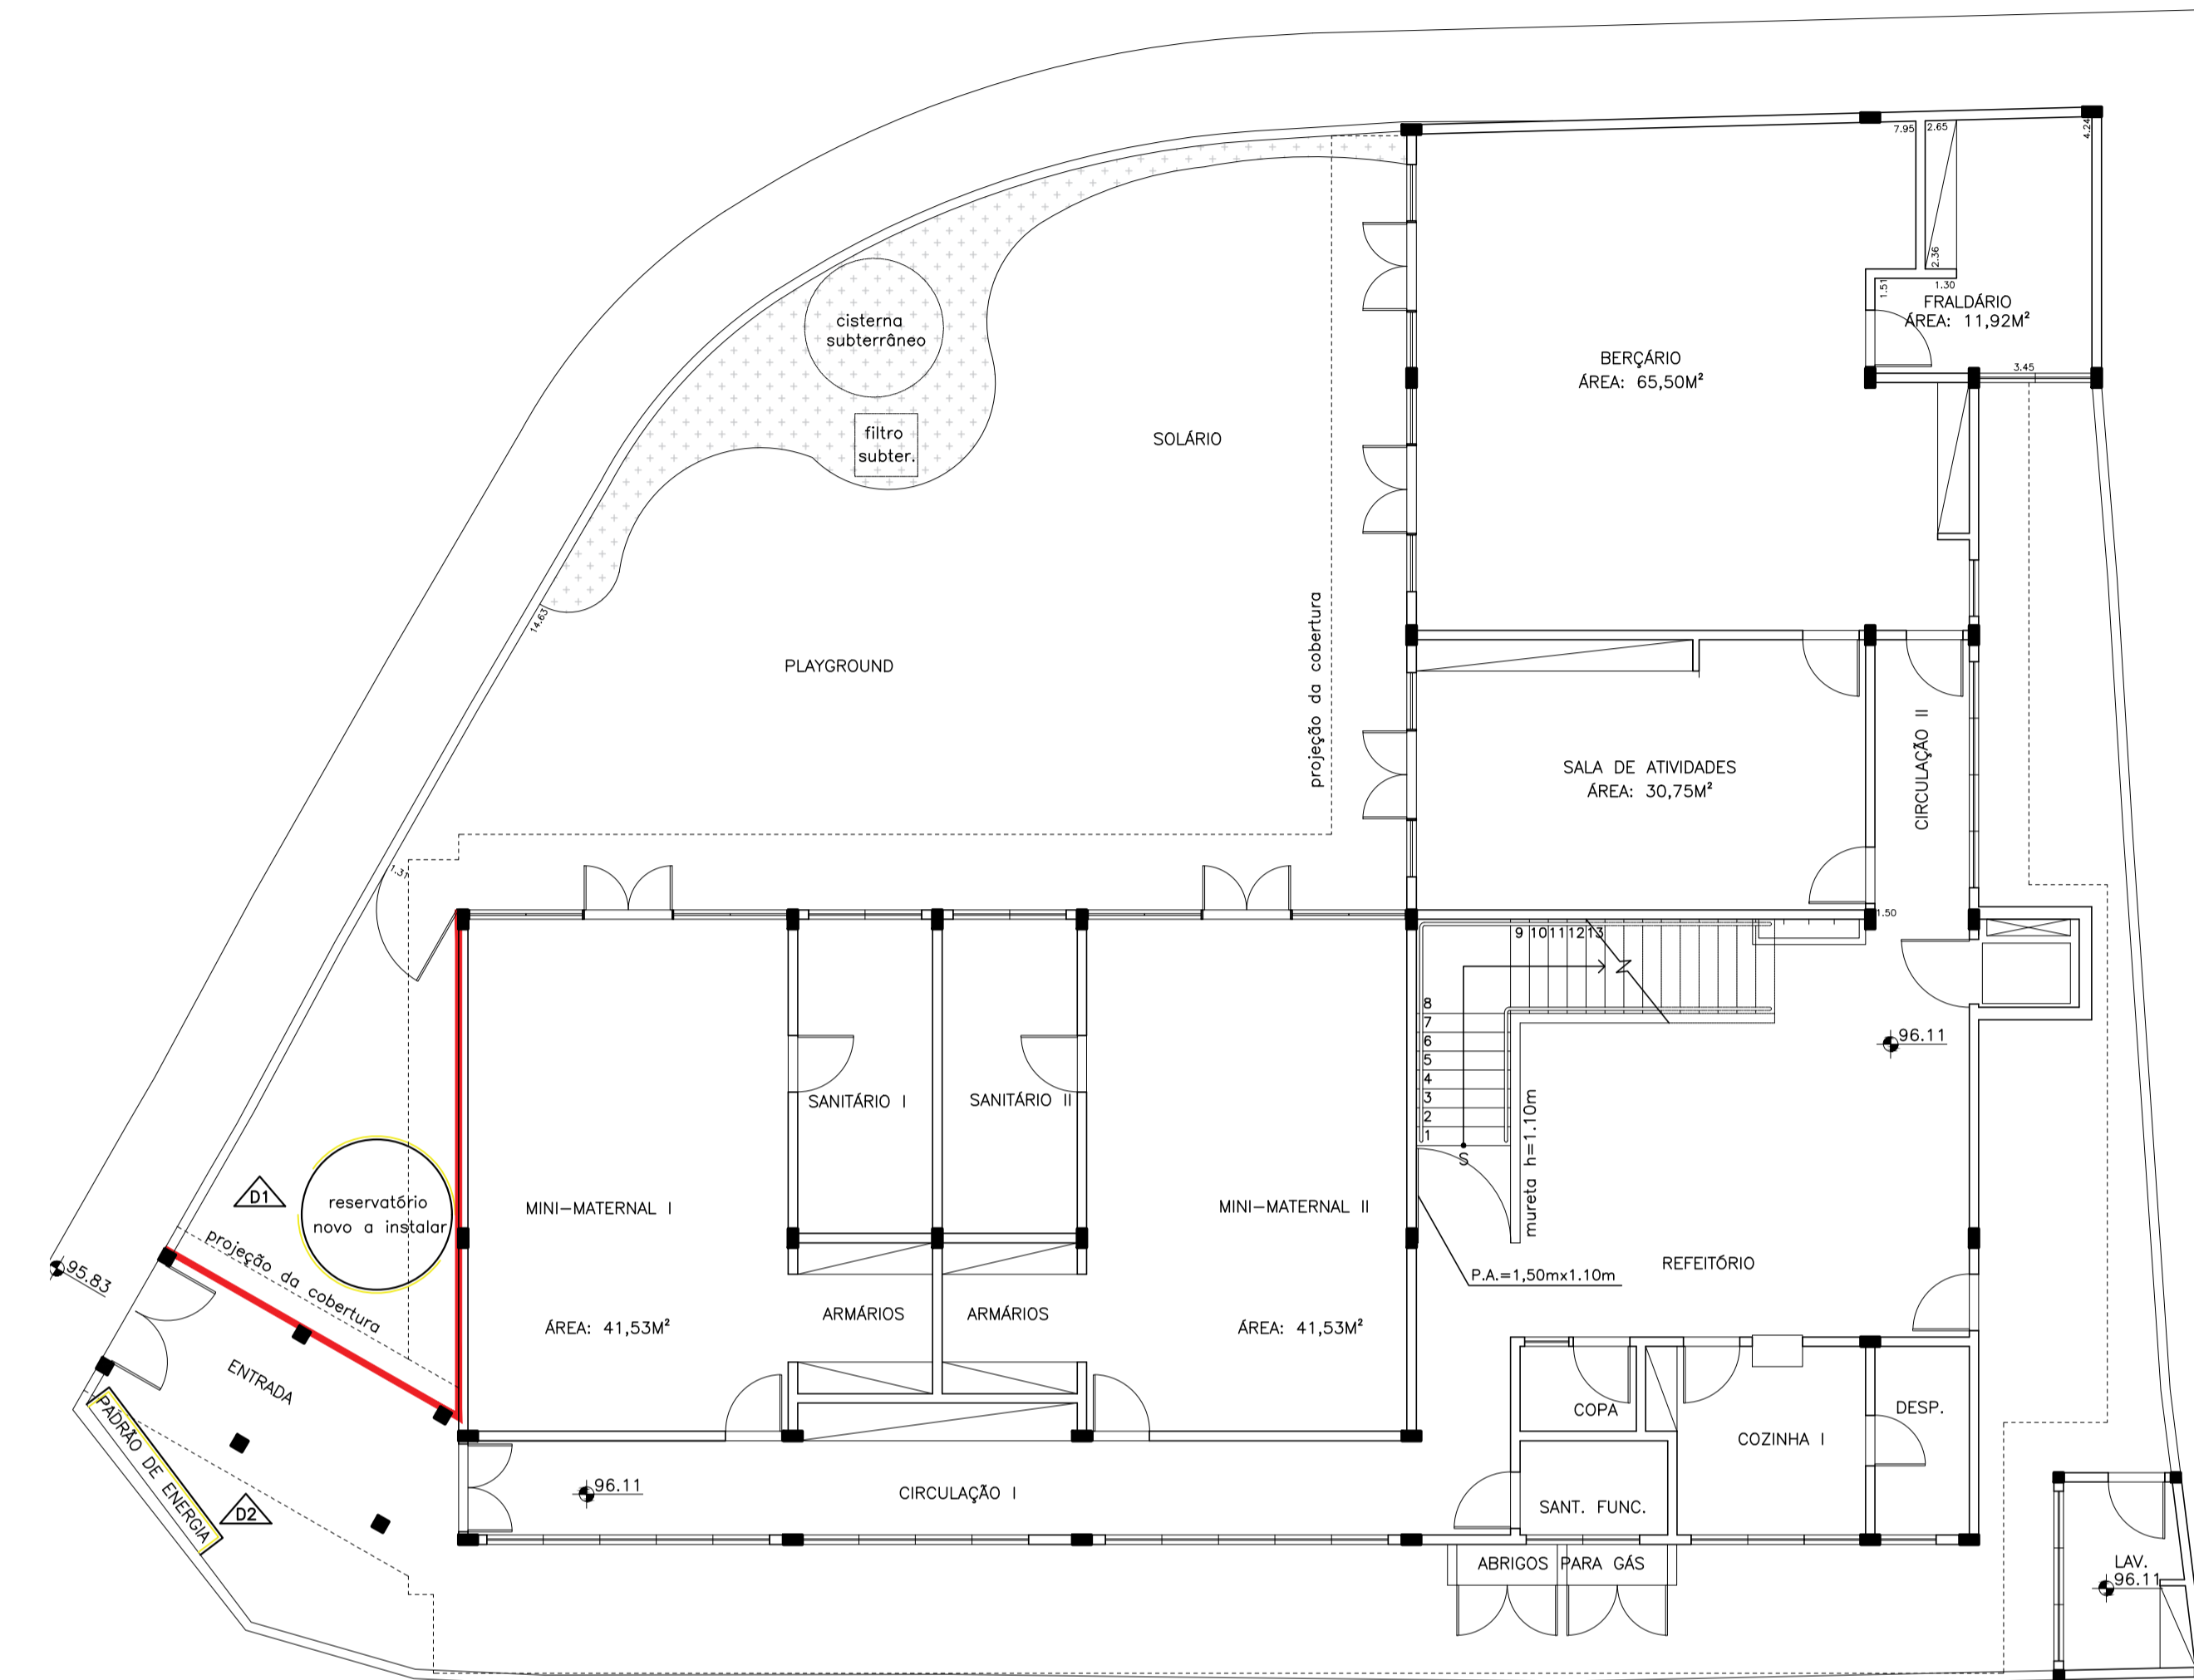 7.95
2.65
4.24
2.36
1.51
1.30
FRALDÁRIO
ÁREA: 11,92M²
3.45
cisterna
subterrâneo
filtro
subter.
BERÇÁRIO
ÁREA: 65,50M²
SOLÁRIO
14.63
PLAYGROUND
projeção da cobertura
SALA DE ATIVIDADES
ÁREA: 30,75M²
CIRCULAÇÃO II
1.31
1.50
9 10 11 12 13
8
7
6
5
4
3
2
1
S
mureta h=1.10m
96.11
SANITÁRIO I
SANITÁRIO II
D1
reservatório
novo a instalar
MINI-MATERNAL I
MINI-MATERNAL II
projeção da cobertura
95.83
REFEITÓRIO
P.A.=1,50mx1.10m
ARMÁRIOS
ARMÁRIOS
ÁREA: 41,53M²
ÁREA: 41,53M²
ENTRADA
PADRÃO DE ENERGIA
D2
COPA
DESP.
COZINHA I
96.11
CIRCULAÇÃO I
SANT. FUNC.
ABRIGOS PARA GÁS
LAV.
96.11